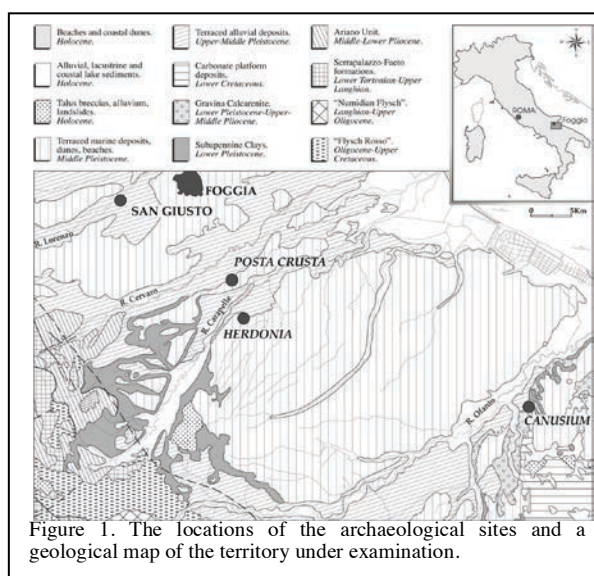 Beaches and coastal dunes.
Holocene.
Alluvial, lacustrine and
coastal lake sediments.
Holocene.
Talus breccias, alluvium,
landslides.
Holocene.
Terraced marine deposits,
dunes, beaches.
Middle Pleistocene.
Terraced alluvial deposits.
Upper-Middle Pleistocene.
Carbonate platform
deposits.
Lower Cretaceous.
Gravina Calcarenite.
Lower Pleistocene-Upper-
Middle Pliocene.
Subapennine Clays.
Lower Pleistocene.
Ariano Unit.
Middle-Lower Pliocene.
Serrapalazzo-Faeto
formations.
Lower Tortonian-Upper
Langhian.
"Numidian Flysch".
Langhian-Upper
Oligocene.
"Flysch Rosso".
Oligocene-Upper
Cretaceous.
ROMA
Foggia
0 5Km
FOGGIA
SAN GIUSTO
R. Lorenzo
POSTA CRUSTA
R. Cervaro
R. Carapelle
HERDONIA
R. Ofanto
CANUSIUM
Figure 1. The locations of the archaeological sites and a
geological map of the territory under examination.